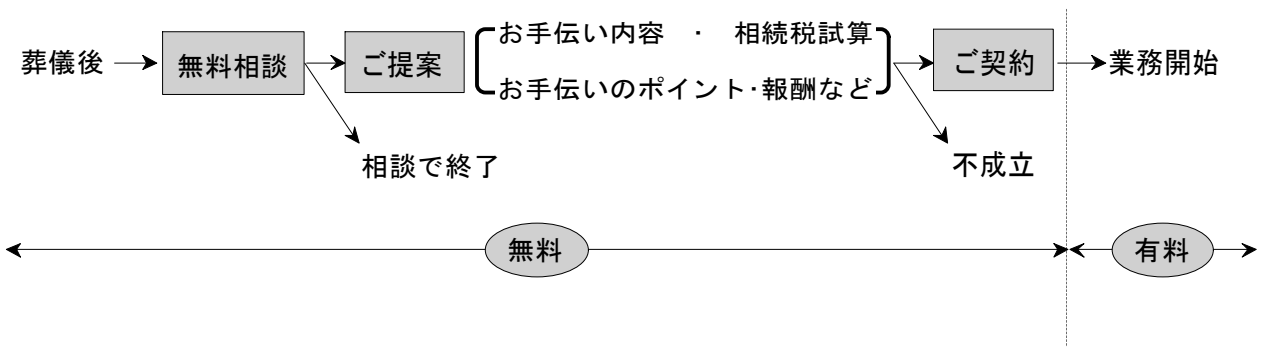 お手伝い内容 ・ 相続税試算
葬儀後 無料相談 ご提案 ご契約 業務開始
お手伝いのポイント・報酬など
相談で終了 不成立
無料 有料